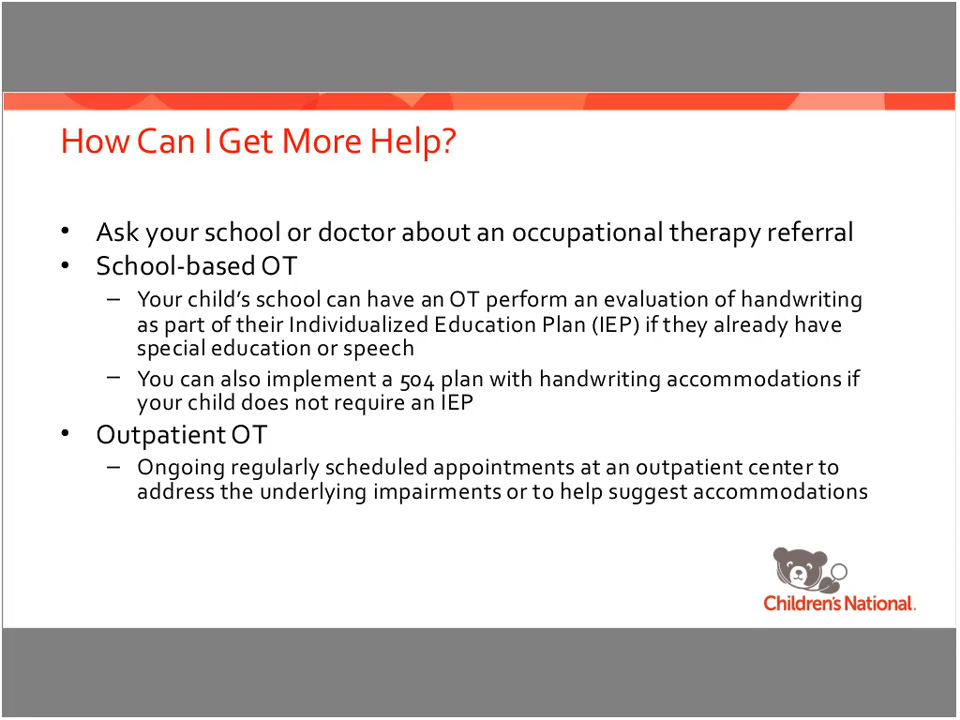 How Can I Get More Help?
• Ask your school or doctor about an occupational therapy referral
• School-based OT
– Your child’s school can have an OT perform an evaluation of handwriting
as part of their Individualized Education Plan (IEP) if they already have
special education or speech
– You can also implement a 504 plan with handwriting accommodations if
your child does not require an IEP
• Outpatient OT
– Ongoing regularly scheduled appointments at an outpatient center to
address the underlying impairments or to help suggest accommodations
Children's National.